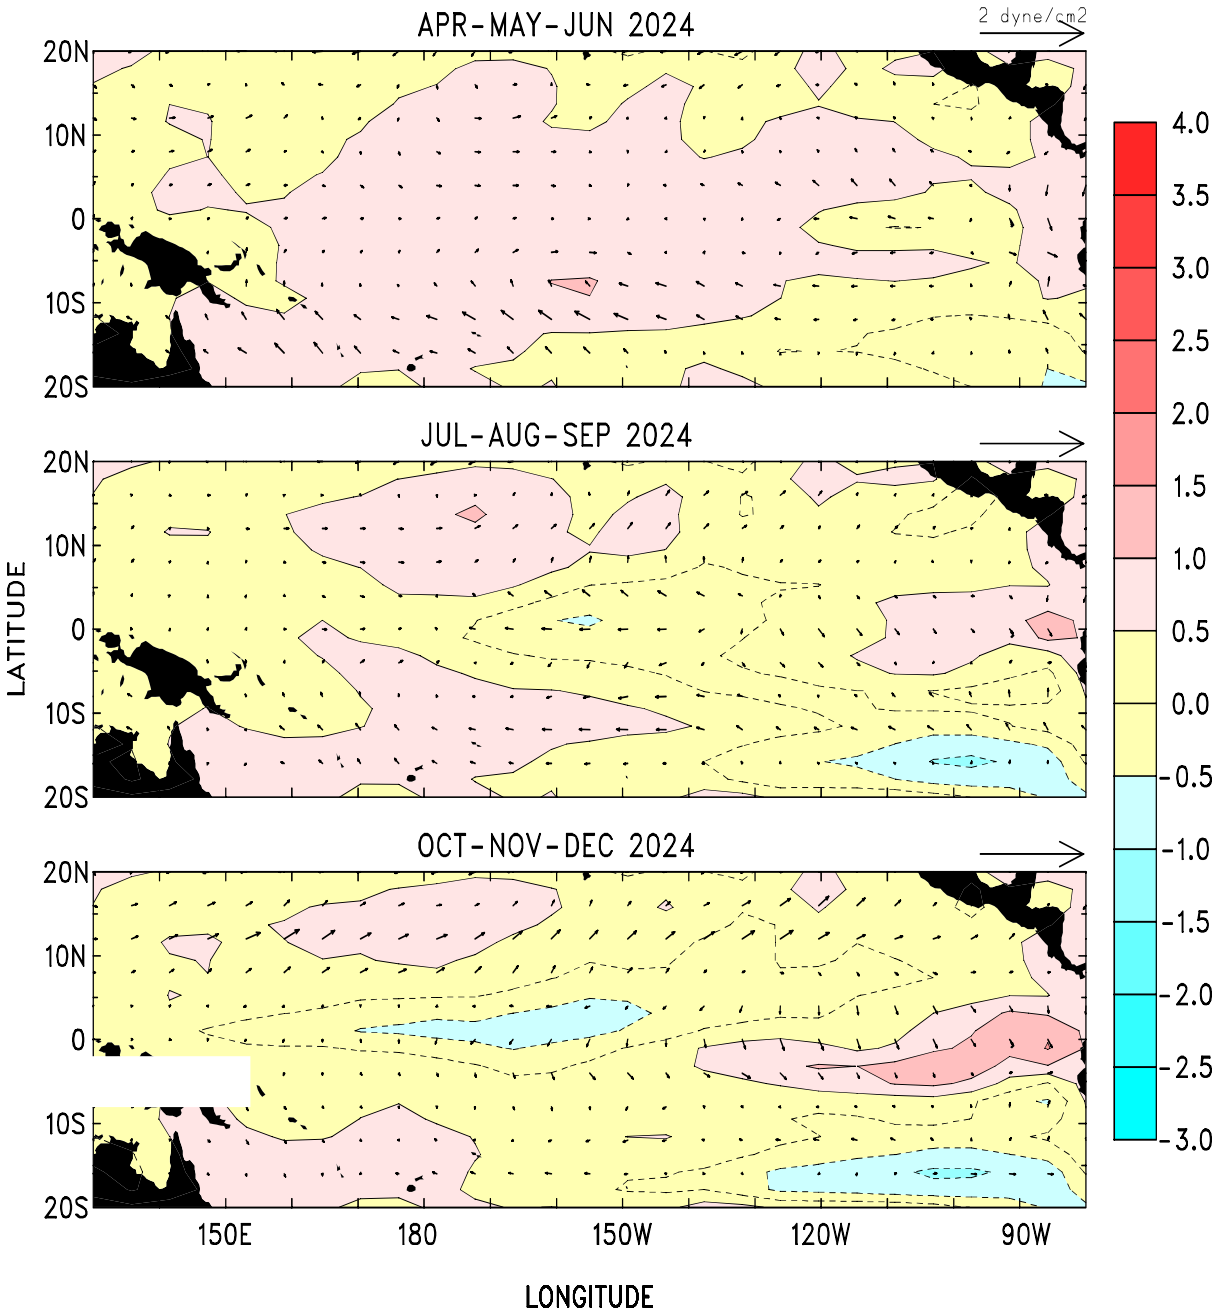 APR-MAY-JUN 2024
2 dyne/cm2
20N
10N
0
10S
20S
JUL-AUG-SEP 2024
20N
10N
0
10S
20S
LATITUDE
OCT-NOV-DEC 2024
20N
10N
0
10S
20S
150E 180 150W 120W 90W
LONGITUDE
4.0
3.5
3.0
2.5
2.0
1.5
1.0
0.5
0.0
-0.5
-1.0
-1.5
-2.0
-2.5
-3.0